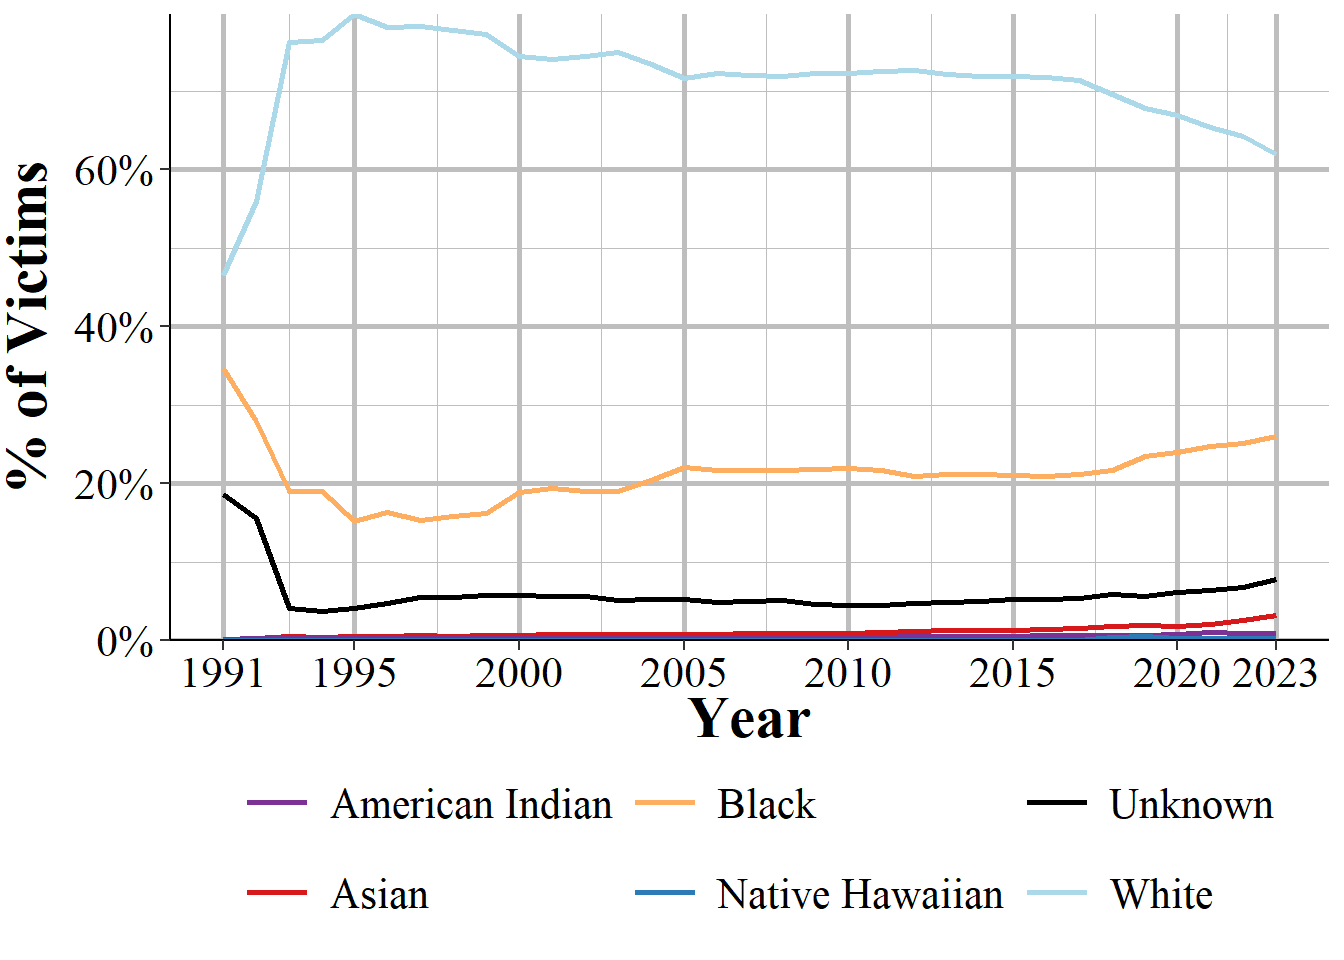 % of Victims
60%
40%
20%
0%
1991 1995 2000 2005 2010 2015 2020 2023
Year
American Indian Black Unknown
Asian Native Hawaiian White